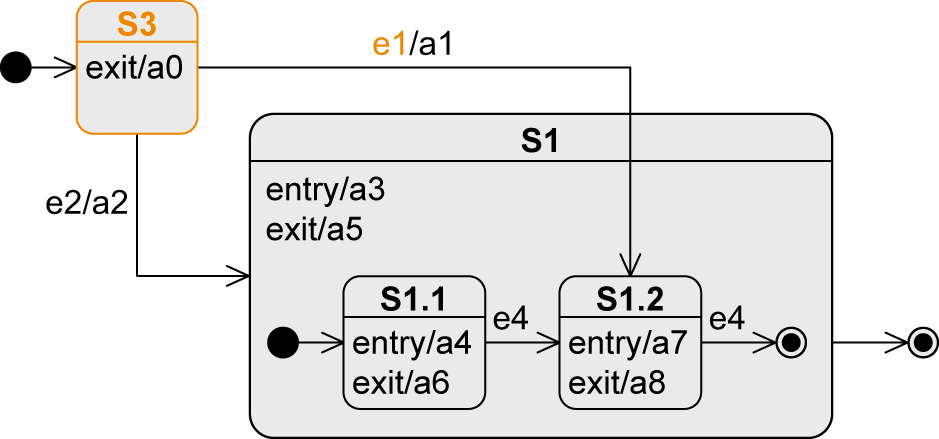 S3
exit/a0
e1/a1
S1
e2/a2
entry/a3
exit/a5
S1.1
entry/a4
exit/a6
e4
S1.2
entry/a7
exit/a8
e4